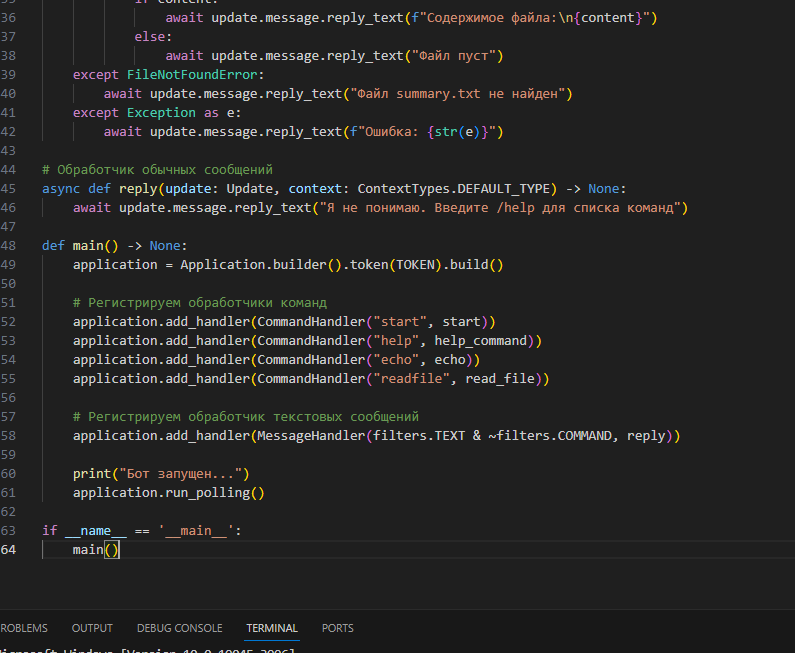 35 if content:
36 await update.message.reply_text(f"Содержимое файла:\n{content}")
37 else:
38 await update.message.reply_text("Файл пуст")
39 except FileNotFoundError:
40 await update.message.reply_text("Файл summary.txt не найден")
41 except Exception as e:
42 await update.message.reply_text(f"Ошибка: {str(e)}")
43
44 # Обработчик обычных сообщений
45 async def reply(update: Update, context: ContextTypes.DEFAULT_TYPE) -> None:
46 await update.message.reply_text("Я не понимаю. Введите /help для списка команд")
47
48 def main() -> None:
49 application = Application.builder().token(TOKEN).build()
50
51 # Регистрируем обработчики команд
52 application.add_handler(CommandHandler("start", start))
53 application.add_handler(CommandHandler("help", help_command))
54 application.add_handler(CommandHandler("echo", echo))
55 application.add_handler(CommandHandler("readfile", read_file))
56
57 # Регистрируем обработчик текстовых сообщений
58 application.add_handler(MessageHandler(filters.TEXT & ~filters.COMMAND, reply))
59
60 print("Бот запущен...")
61 application.run_polling()
62
63 if __name__ == '__main__':
64 main()
ROBLEMS OUTPUT DEBUG CONSOLE TERMINAL PORTS